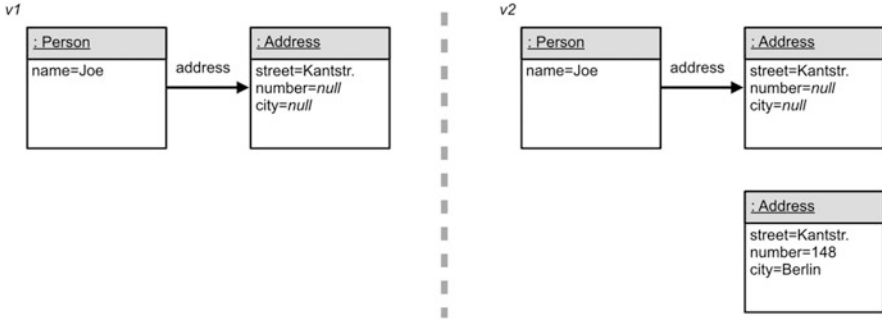 v1
: Person
name=Joe
address
: Address
street=Kantstr.
number=null
city=null
v2
: Person
name=Joe
address
: Address
street=Kantstr.
number=null
city=null
: Address
street=Kantstr.
number=148
city=Berlin